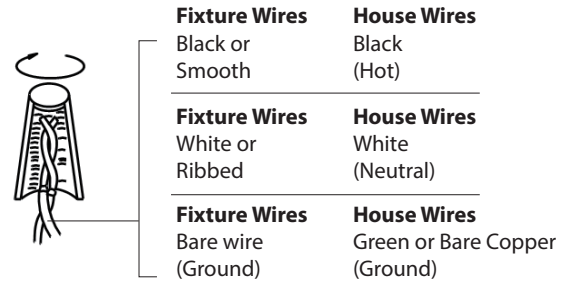 Fixture Wires House Wires
Black or Black
Smooth (Hot)
Fixture Wires House Wires
White or White
Ribbed (Neutral)
Fixture Wires House Wires
Bare wire Green or Bare Copper
(Ground) (Ground)